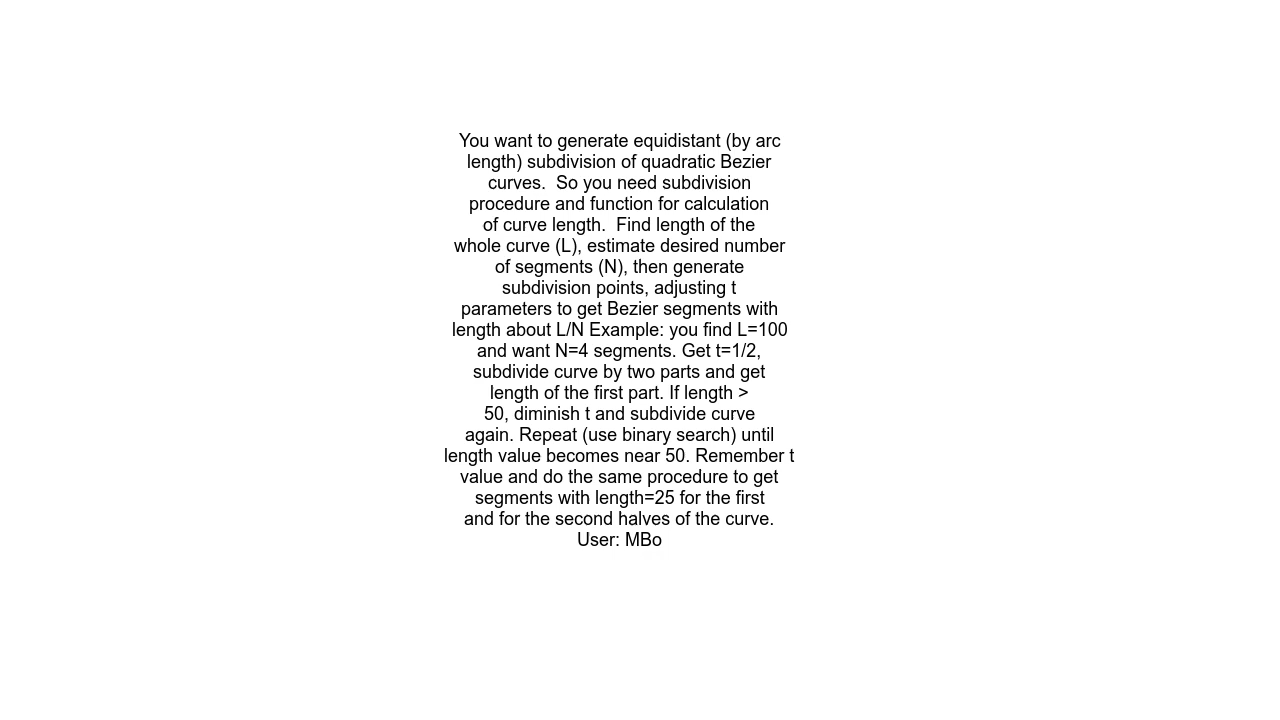 You want to generate equidistant (by arc
length) subdivision of quadratic Bezier
curves.  So you need subdivision
procedure and function for calculation
of curve length.  Find length of the
whole curve (L), estimate desired number
of segments (N), then generate
subdivision points, adjusting t
parameters to get Bezier segments with
length about L/N Example: you find L=100
and want N=4 segments. Get t=1/2,
subdivide curve by two parts and get
length of the first part. If length >
50, diminish t and subdivide curve
again. Repeat (use binary search) until
length value becomes near 50. Remember t
value and do the same procedure to get
segments with length=25 for the first
and for the second halves of the curve.
User: MBo